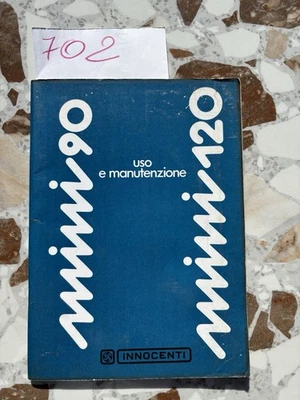 702
mini 90
uso
e manutenzione
mini 120
INNOCENTI